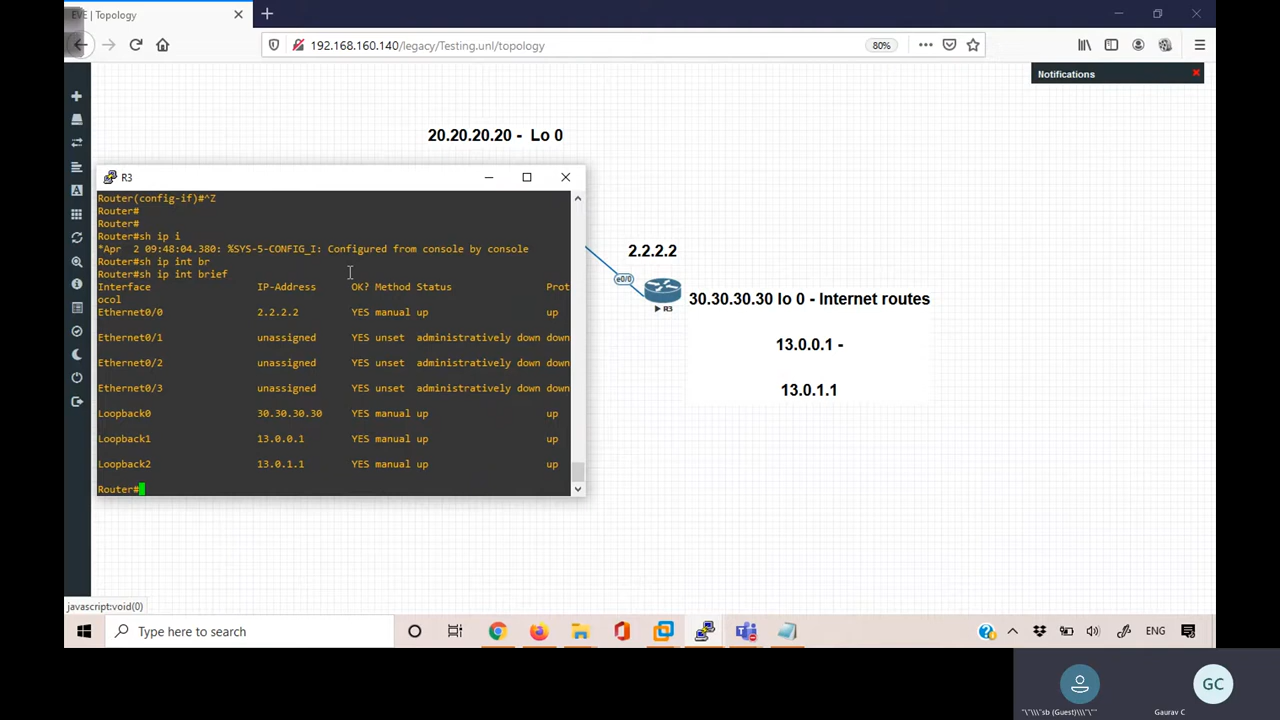 EVE | Topology
192.168.160.140/legacy/Testing.unl/topology
80%
Notifications
20.20.20.20 - Lo 0
R3
Router(config-if)#^Z
Router#
Router#
Router#sh ip i
*Apr 2 09:48:04.380: %SYS-5-CONFIG_I: Configured from console by console
Router#sh ip int br
Router#sh ip int brief
Interface IP-Address OK? Method Status Prot
ocol
Ethernet0/0 2.2.2.2 YES manual up up
Ethernet0/1 unassigned YES unset administratively down down
Ethernet0/2 unassigned YES unset administratively down down
Ethernet0/3 unassigned YES unset administratively down down
Loopback0 30.30.30.30 YES manual up up
Loopback1 13.0.0.1 YES manual up up
Loopback2 13.0.1.1 YES manual up up
Router#
2.2.2.2
e0/0
R3
30.30.30.30 lo 0 - Internet routes
13.0.0.1 -
13.0.1.1
javascript:void(0)
Type here to search
ENG
GC
"\"\\\"sb (Guest)\\\"\""
Gaurav C